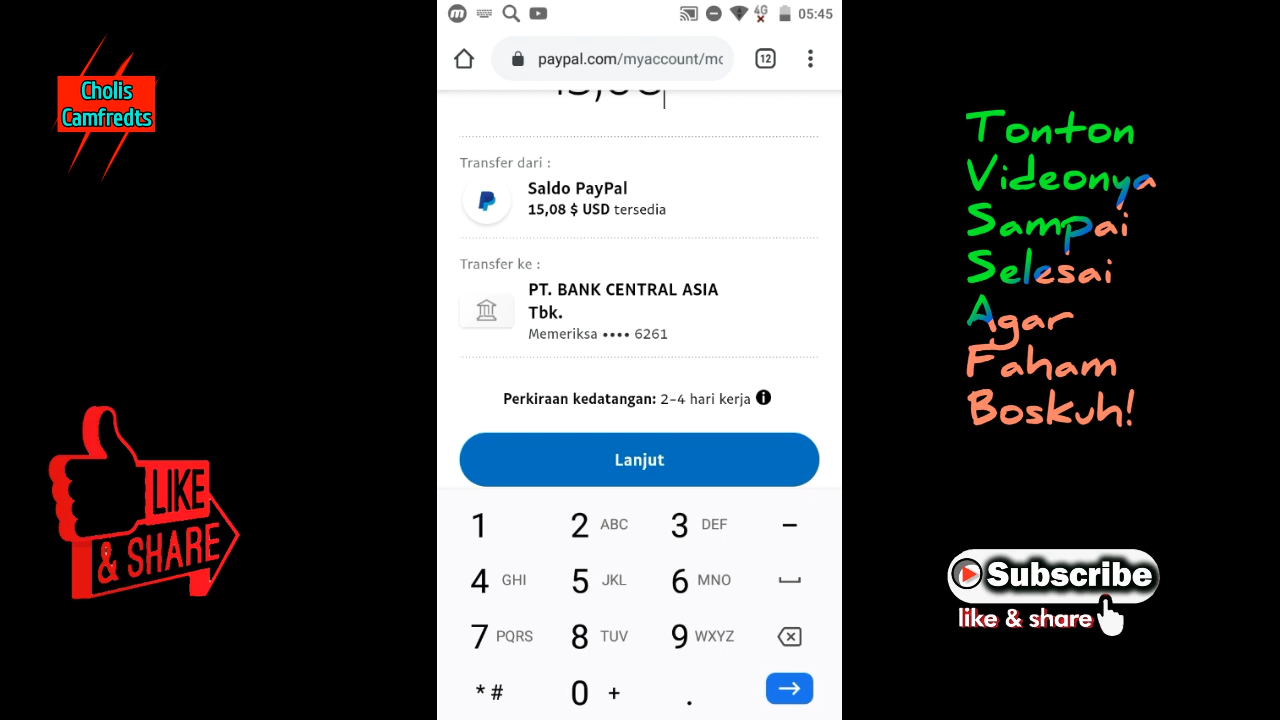 Cholis
Camfredts
LIKE
& SHARE
4G
05:45
paypal.com/myaccount/mo
12
Transfer dari :
Saldo PayPal
15,08 $ USD tersedia
Transfer ke :
PT. BANK CENTRAL ASIA
Tbk.
Memeriksa •••• 6261
Perkiraan kedatangan: 2-4 hari kerja
Lanjut
1 2 ABC 3 DEF -
4 GHI 5 JKL 6 MNO
7 PQRS 8 TUV 9 WXYZ
* # 0 + .
Tonton
Videonya
Sampai
Selesai
Agar
Faham
Boskuh!
Subscribe
like & share